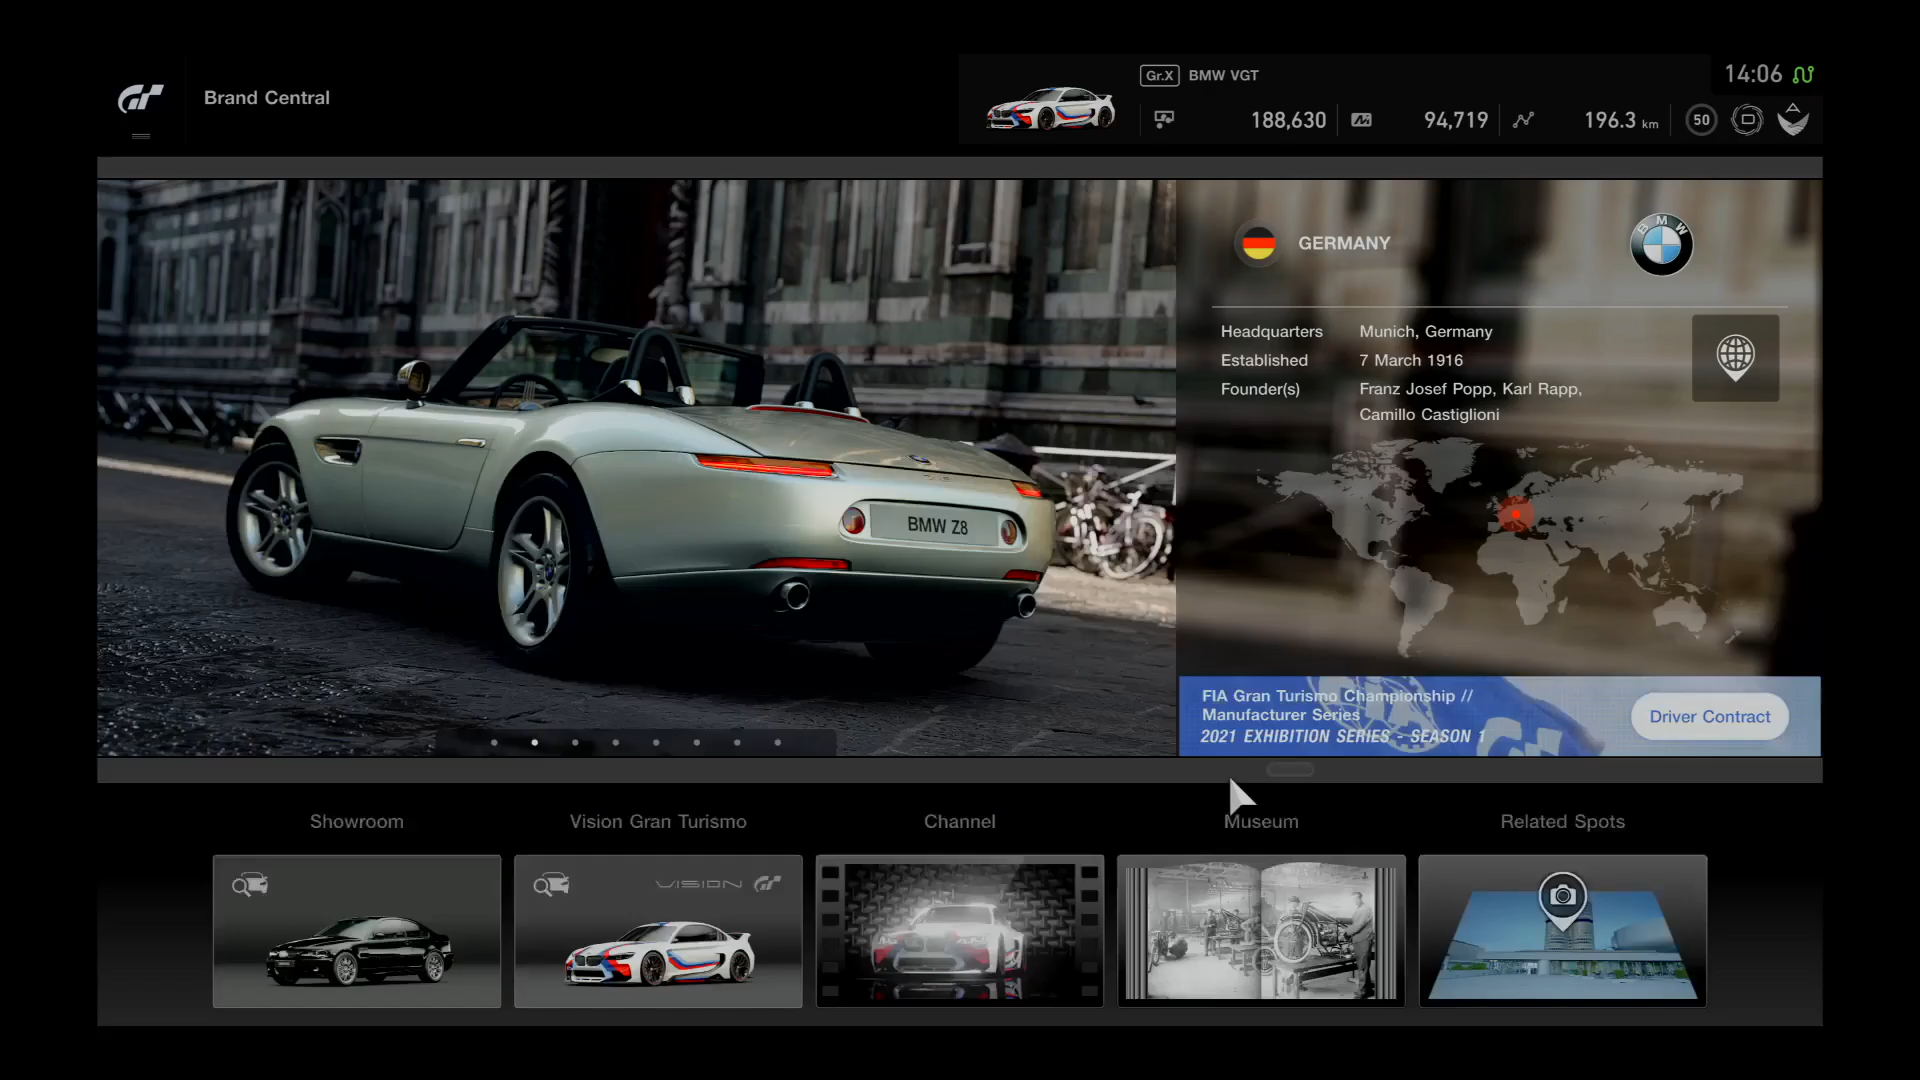 Brand Central
Gr.X BMW VGT
14:06
188,630
94,719
196.3 km
50
GERMANY
BMW
Headquarters Munich, Germany
Established 7 March 1916
Founder(s) Franz Josef Popp, Karl Rapp,
Camillo Castiglioni
BMW Z8
FIA Gran Turismo Championship //
Manufacturer Series
2021 EXHIBITION SERIES - SEASON 1
Driver Contract
Showroom
Vision Gran Turismo
Channel
Museum
Related Spots
VISION GT